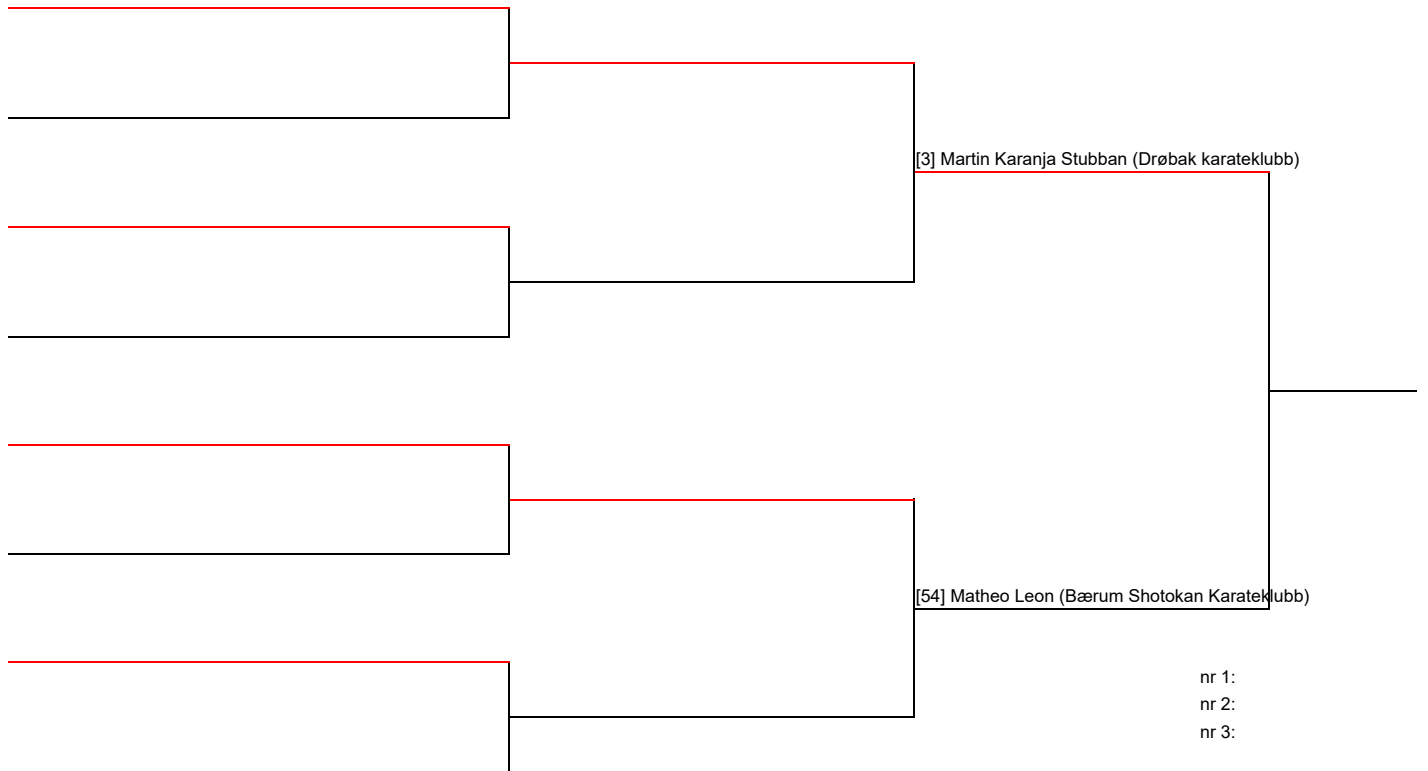 [3] Martin Karanja Stubban (Drøbak karateklubb)
[54] Matheo Leon (Bærum Shotokan Karateklubb)
nr 1:
nr 2:
nr 3: